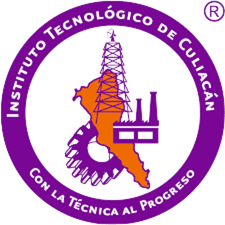 INSTITUTO TECNOLÓGICO DE CULIACÁN
®
CON LA TÉCNICA AL PROGRESO